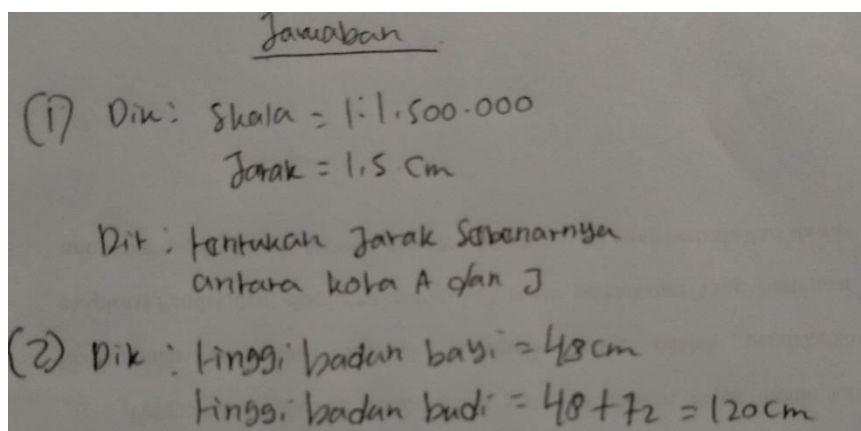 Jawaban
(1) Dik: Skala = 1:1.500.000
Jarak = 1,5 cm
Dit: tentukan Jarak Sebenarnya
antara kota A dan J
(2) Dik: tinggi badan bayi = 48 cm
tinggi badan budi = 48 + 72 = 120 cm